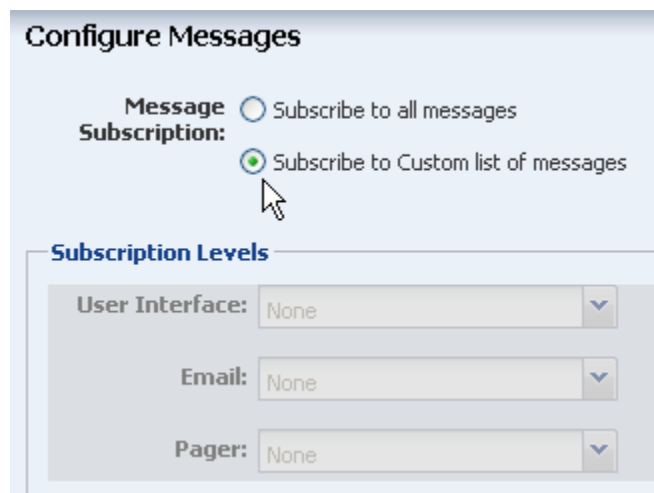 Configure Messages
Message Subscription:
Subscribe to all messages
Subscribe to Custom list of messages
Subscription Levels
User Interface: None
Email: None
Pager: None